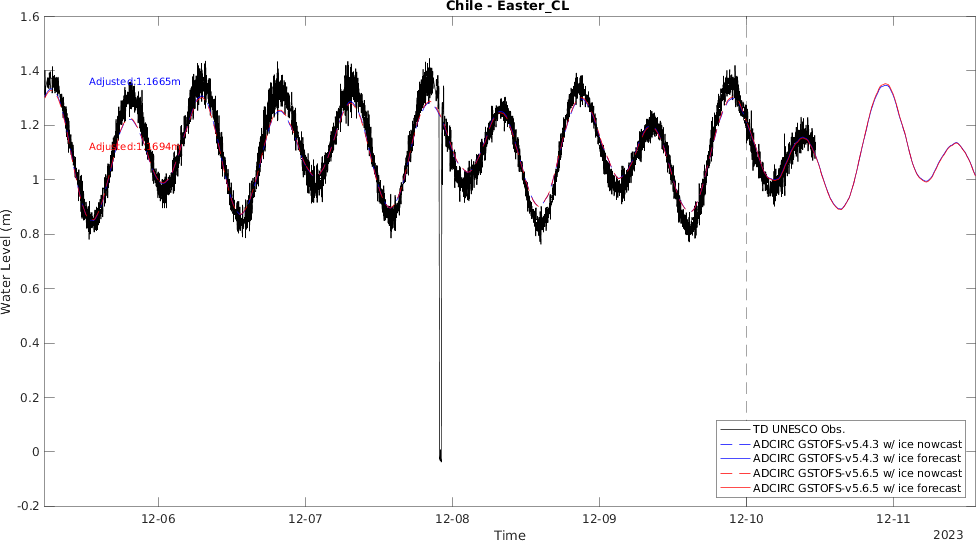 Chile - Easter_CL
1.6
1.4
1.2
1
0.8
0.6
0.4
0.2
0
-0.2
Water Level (m)
Adjusted:1.1665m
Adjusted:1.1694m
TD UNESCO Obs.
ADCIRC GSTOFS-v5.4.3 w/ ice nowcast
ADCIRC GSTOFS-v5.4.3 w/ ice forecast
ADCIRC GSTOFS-v5.6.5 w/ ice nowcast
ADCIRC GSTOFS-v5.6.5 w/ ice forecast
12-06
12-07
12-08
12-09
12-10
12-11
Time
2023